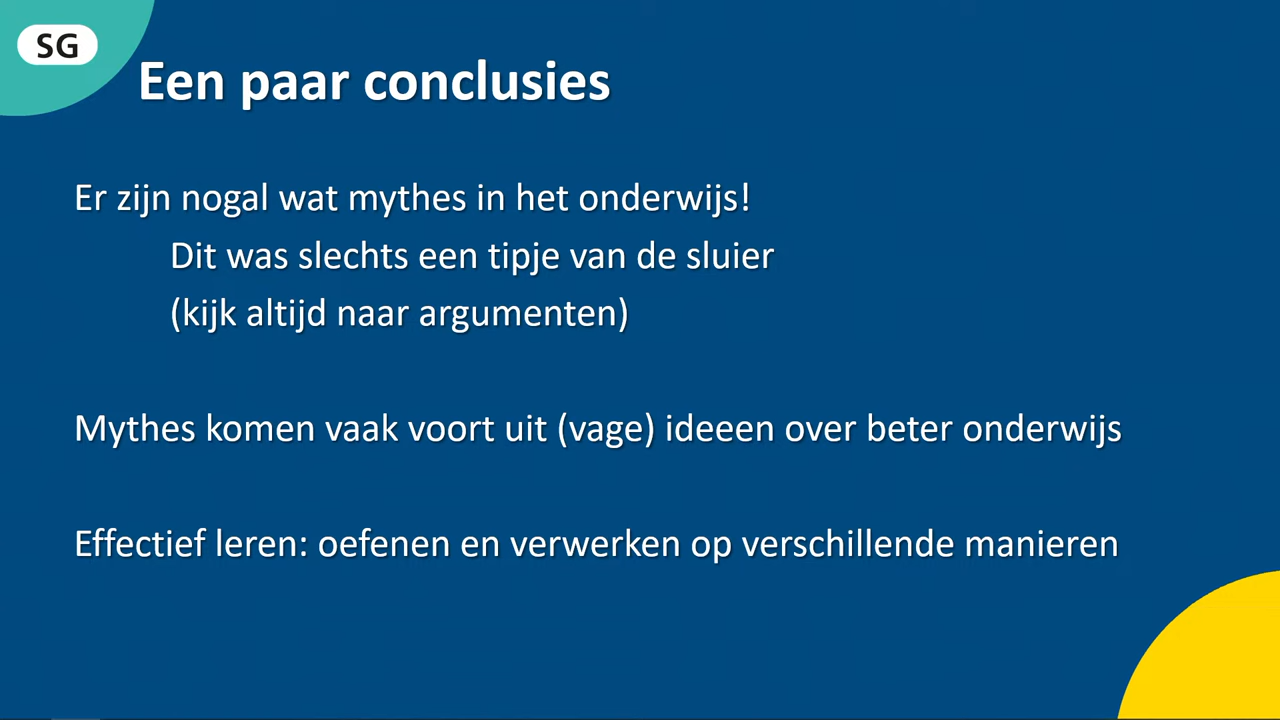 SG
Een paar conclusies
Er zijn nogal wat mythes in het onderwijs!
Dit was slechts een tipje van de sluier
(kijk altijd naar argumenten)
Mythes komen vaak voort uit (vage) ideeen over beter onderwijs
Effectief leren: oefenen en verwerken op verschillende manieren